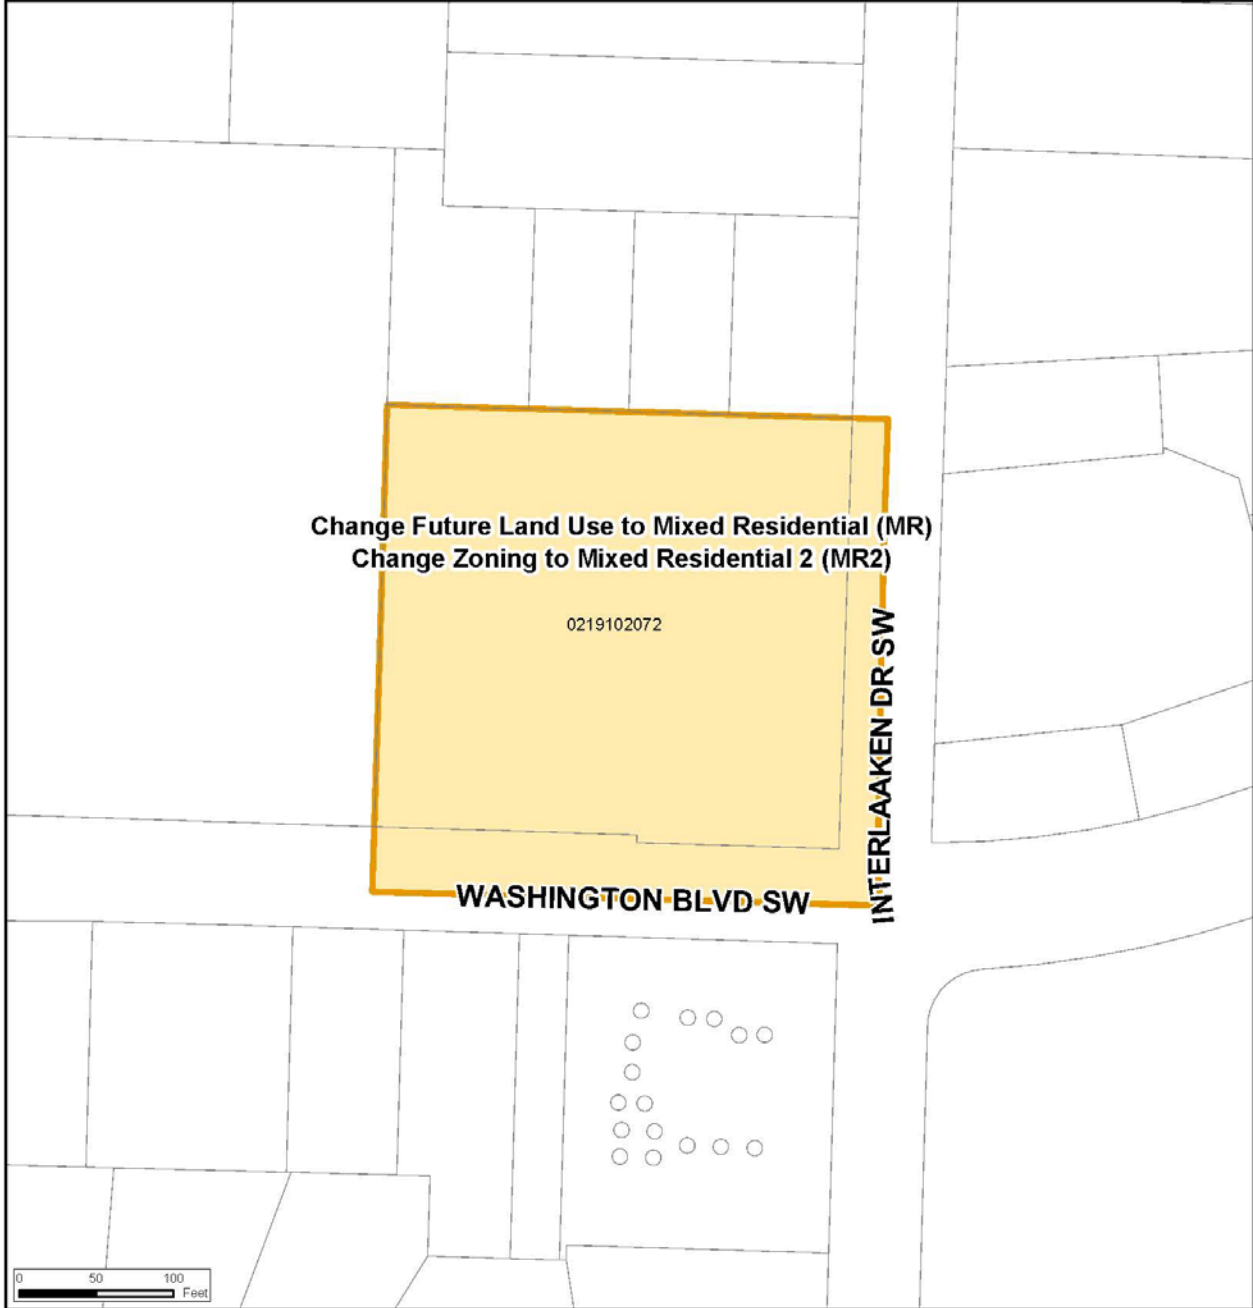 Change Future Land Use to Mixed Residential (MR)
Change Zoning to Mixed Residential 2 (MR2)
0219102072
INTERLAAKEN DR SW
WASHINGTON BLVD SW
0 50 100
Feet